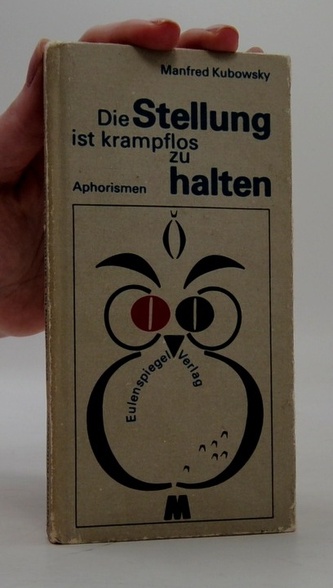 Manfred Kubowsky
Die Stellung
ist krampflos
zu
Aphorismen halten
Eulenspiegel Verlag
M